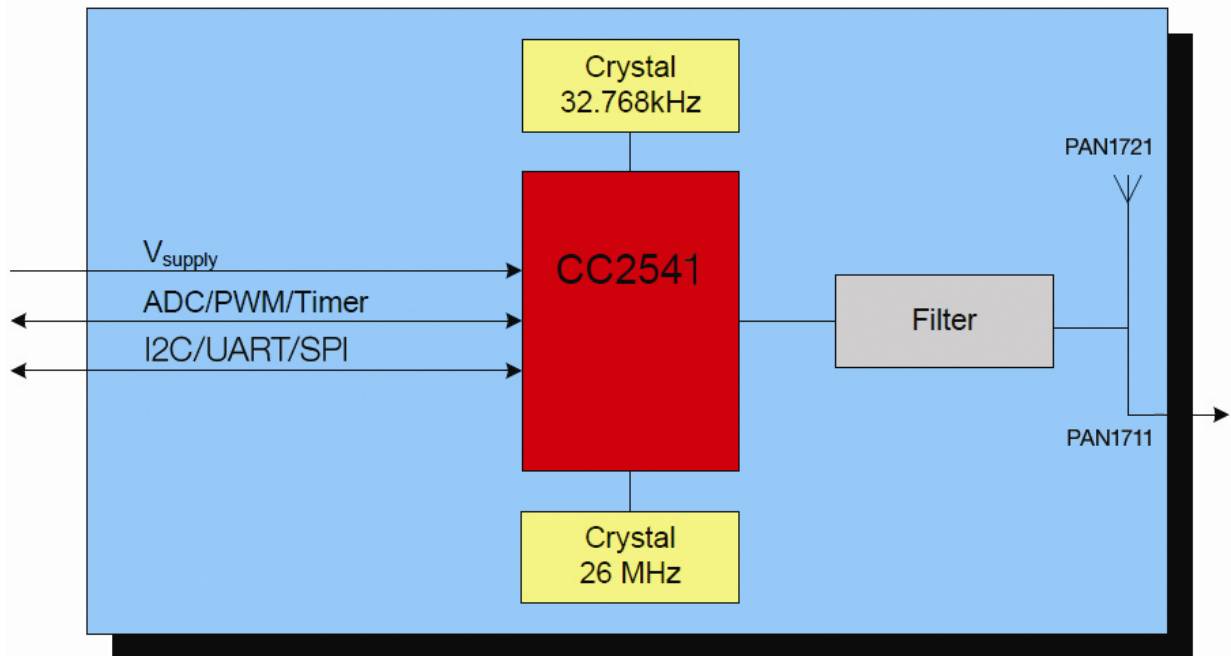 Crystal
32.768kHz
PAN1721
Vsupply
CC2541
ADC/PWM/Timer
Filter
I2C/UART/SPI
PAN1711
Crystal
26 MHz